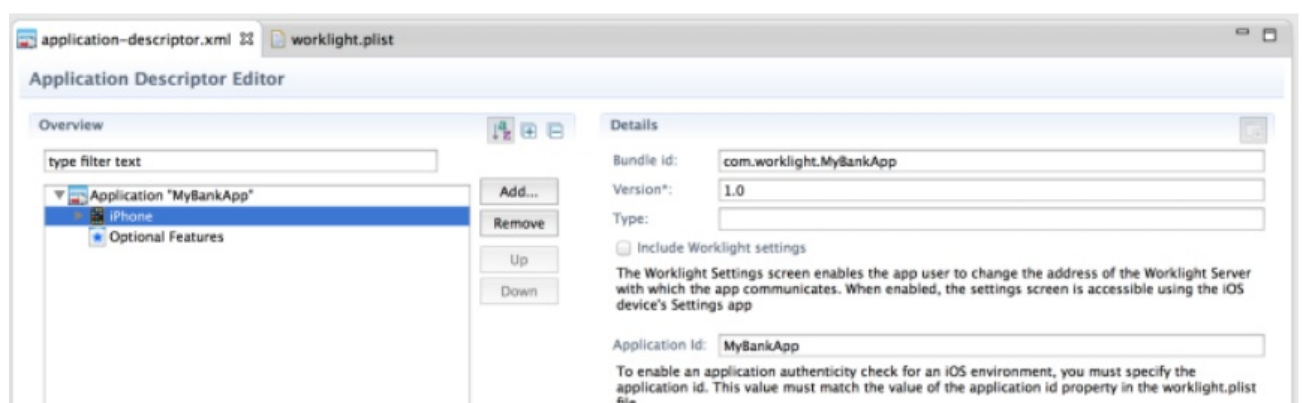 application-descriptor.xml
worklight.plist
Application Descriptor Editor
Overview
type filter text
Application "MyBankApp"
iPhone
Optional Features
Add...
Remove
Up
Down
Details
Bundle id: com.worklight.MyBankApp
Version*: 1.0
Type:
Include Worklight settings
The Worklight Settings screen enables the app user to change the address of the Worklight Server
with which the app communicates. When enabled, the settings screen is accessible using the iOS
device's Settings app
Application Id: MyBankApp
To enable an application authenticity check for an iOS environment, you must specify the
application id. This value must match the value of the application id property in the worklight.plist
file